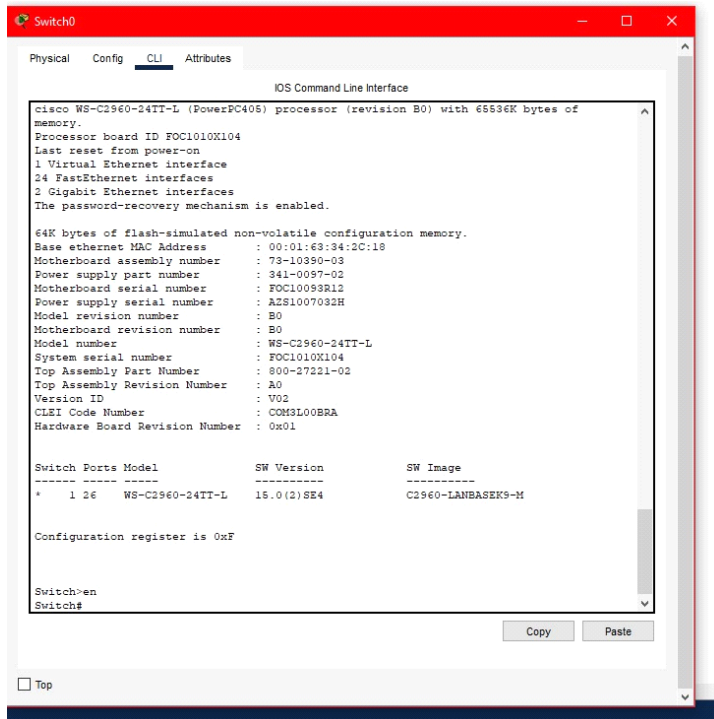 Switch0
Physical Config CLI Attributes
IOS Command Line Interface
cisco WS-C2960-24TT-L (PowerPC405) processor (revision B0) with 65536K bytes of
memory.
Processor board ID FOC1010X104
Last reset from power-on
1 Virtual Ethernet interface
24 FastEthernet interfaces
2 Gigabit Ethernet interfaces
The password-recovery mechanism is enabled.
64K bytes of flash-simulated non-volatile configuration memory.
Base ethernet MAC Address : 00:01:63:34:2C:18
Motherboard assembly number : 73-10390-03
Power supply part number : 341-0097-02
Motherboard serial number : FOC10093R12
Power supply serial number : AZS1007032H
Model revision number : B0
Motherboard revision number : B0
Model number : WS-C2960-24TT-L
System serial number : FOC1010X104
Top Assembly Part Number : 800-27221-02
Top Assembly Revision Number : A0
Version ID : V02
CLEI Code Number : COM3L00BRA
Hardware Board Revision Number : 0x01
Switch Ports Model SW Version SW Image
------ ----- ----- ---------- ----------
* 1 26 WS-C2960-24TT-L 15.0(2)SE4 C2960-LANBASEK9-M
Configuration register is 0xF
Switch>en
Switch#
Copy Paste
Top